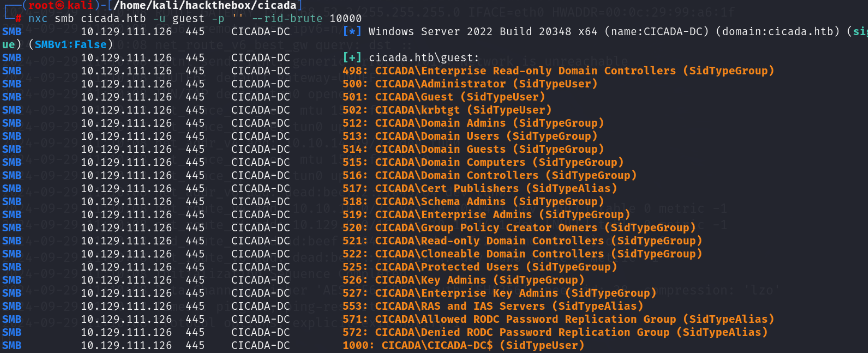 (root㉿kali)-[/home/kali/hackthebox/cicada]
# nxc smb cicada.htb -u guest -p '' --rid-brute 10000
SMB 10.129.111.126 445 CICADA-DC [*] Windows Server 2022 Build 20348 x64 (name:CICADA-DC) (domain:cicada.htb) (sig
ue) (SMBv1:False)
SMB 10.129.111.126 445 CICADA-DC [+] cicada.htb\guest:
SMB 10.129.111.126 445 CICADA-DC 498: CICADA\Enterprise Read-only Domain Controllers (SidTypeGroup)
SMB 10.129.111.126 445 CICADA-DC 500: CICADA\Administrator (SidTypeUser)
SMB 10.129.111.126 445 CICADA-DC 501: CICADA\Guest (SidTypeUser)
SMB 10.129.111.126 445 CICADA-DC 502: CICADA\krbtgt (SidTypeUser)
SMB 10.129.111.126 445 CICADA-DC 512: CICADA\Domain Admins (SidTypeGroup)
SMB 10.129.111.126 445 CICADA-DC 513: CICADA\Domain Users (SidTypeGroup)
SMB 10.129.111.126 445 CICADA-DC 514: CICADA\Domain Guests (SidTypeGroup)
SMB 10.129.111.126 445 CICADA-DC 515: CICADA\Domain Computers (SidTypeGroup)
SMB 10.129.111.126 445 CICADA-DC 516: CICADA\Domain Controllers (SidTypeGroup)
SMB 10.129.111.126 445 CICADA-DC 517: CICADA\Cert Publishers (SidTypeAlias)
SMB 10.129.111.126 445 CICADA-DC 518: CICADA\Schema Admins (SidTypeGroup)
SMB 10.129.111.126 445 CICADA-DC 519: CICADA\Enterprise Admins (SidTypeGroup)
SMB 10.129.111.126 445 CICADA-DC 520: CICADA\Group Policy Creator Owners (SidTypeGroup)
SMB 10.129.111.126 445 CICADA-DC 521: CICADA\Read-only Domain Controllers (SidTypeGroup)
SMB 10.129.111.126 445 CICADA-DC 522: CICADA\Cloneable Domain Controllers (SidTypeGroup)
SMB 10.129.111.126 445 CICADA-DC 525: CICADA\Protected Users (SidTypeGroup)
SMB 10.129.111.126 445 CICADA-DC 526: CICADA\Key Admins (SidTypeGroup)
SMB 10.129.111.126 445 CICADA-DC 527: CICADA\Enterprise Key Admins (SidTypeGroup)
SMB 10.129.111.126 445 CICADA-DC 553: CICADA\RAS and IAS Servers (SidTypeAlias)
SMB 10.129.111.126 445 CICADA-DC 571: CICADA\Allowed RODC Password Replication Group (SidTypeAlias)
SMB 10.129.111.126 445 CICADA-DC 572: CICADA\Denied RODC Password Replication Group (SidTypeAlias)
SMB 10.129.111.126 445 CICADA-DC 1000: CICADA\CICADA-DC$ (SidTypeUser)